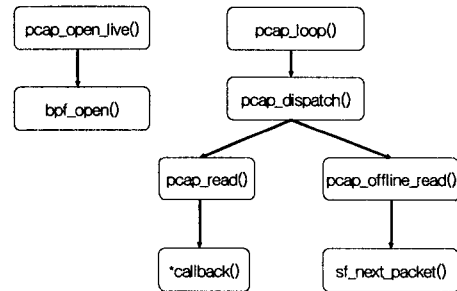 pcap_open_live()
pcap_loop()
bpf_open()
pcap_dispatch()
pcap_read()
pcap_offline_read()
*callback()
sf_next_packet()